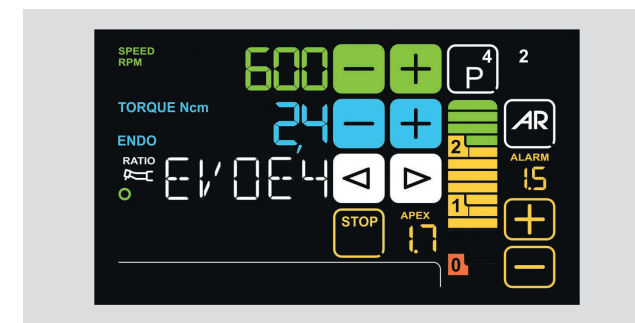 SPEED
RPM
600 − +
P4
2
TORQUE Ncm
2,4 − +
AR
ENDO
2
RATIO
EVOE4
ALARM
1.5
STOP
APEX
1.7
1
+
0
−